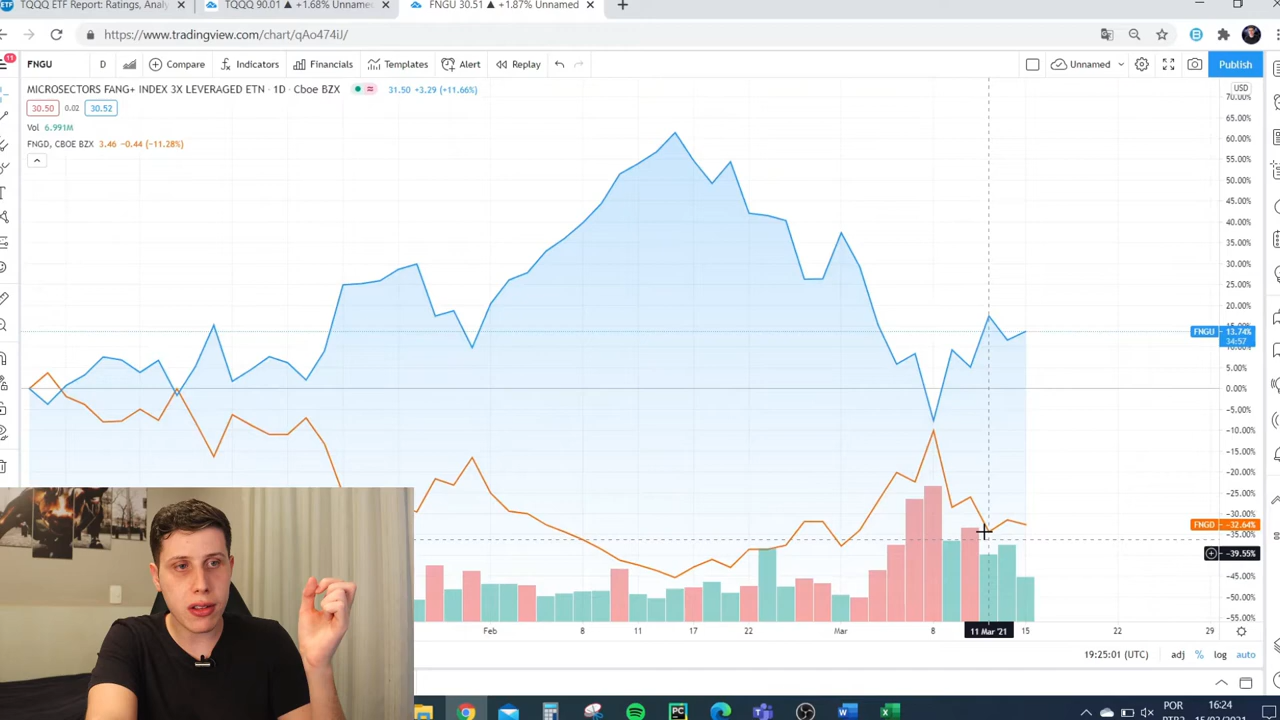 TQQQ ETF Report: Ratings, Analy
TQQQ 90.01 ▲ +1.68% Unname
FNGU 30.51 ▲ +1.87% Unnamed
https://www.tradingview.com/chart/qAo474iJ/
11
FNGU
D
Compare
Indicators
Financials
Templates
Alert
Replay
Unnamed
Publish
MICROSECTORS FANG+ INDEX 3X LEVERAGED ETN · 1D · Cboe BZX
31.50 +3.29 (+11.66%)
USD
30.50
0.02
30.52
Vol 6.991M
FNGD, CBOE BZX 3.46 −0.44 (−11.28%)
70.00%
65.00%
60.00%
55.00%
50.00%
45.00%
40.00%
35.00%
30.00%
25.00%
20.00%
FNGU 13.74%
34:57
5.00%
0.00%
−5.00%
−10.00%
−15.00%
−20.00%
−25.00%
−30.00%
FNGD −32.64%
−35.00%
−39.55%
−45.00%
−50.00%
−55.00%
Feb
8
11
17
22
Mar
8
11 Mar '21
15
22
29
19:25:01 (UTC)
adj
%
log
auto
POR
16:24